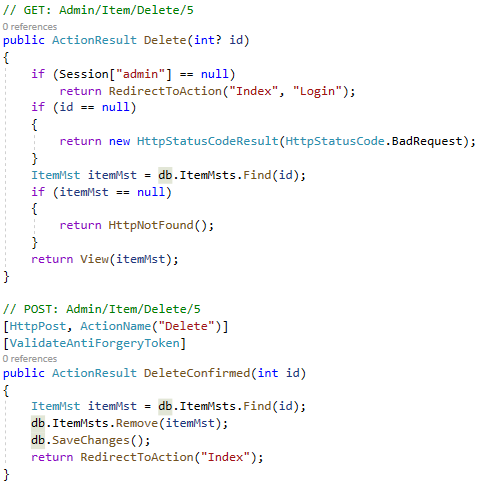 // GET: Admin/Item/Delete/5
0 references
public ActionResult Delete(int? id)
{
    if (Session["admin"] == null)
        return RedirectToAction("Index", "Login");
    if (id == null)
    {
        return new HttpStatusCodeResult(HttpStatusCode.BadRequest);
    }
    ItemMst itemMst = db.ItemMsts.Find(id);
    if (itemMst == null)
    {
        return HttpNotFound();
    }
    return View(itemMst);
}

// POST: Admin/Item/Delete/5
[HttpPost, ActionName("Delete")]
[ValidateAntiForgeryToken]
0 references
public ActionResult DeleteConfirmed(int id)
{
    ItemMst itemMst = db.ItemMsts.Find(id);
    db.ItemMsts.Remove(itemMst);
    db.SaveChanges();
    return RedirectToAction("Index");
}